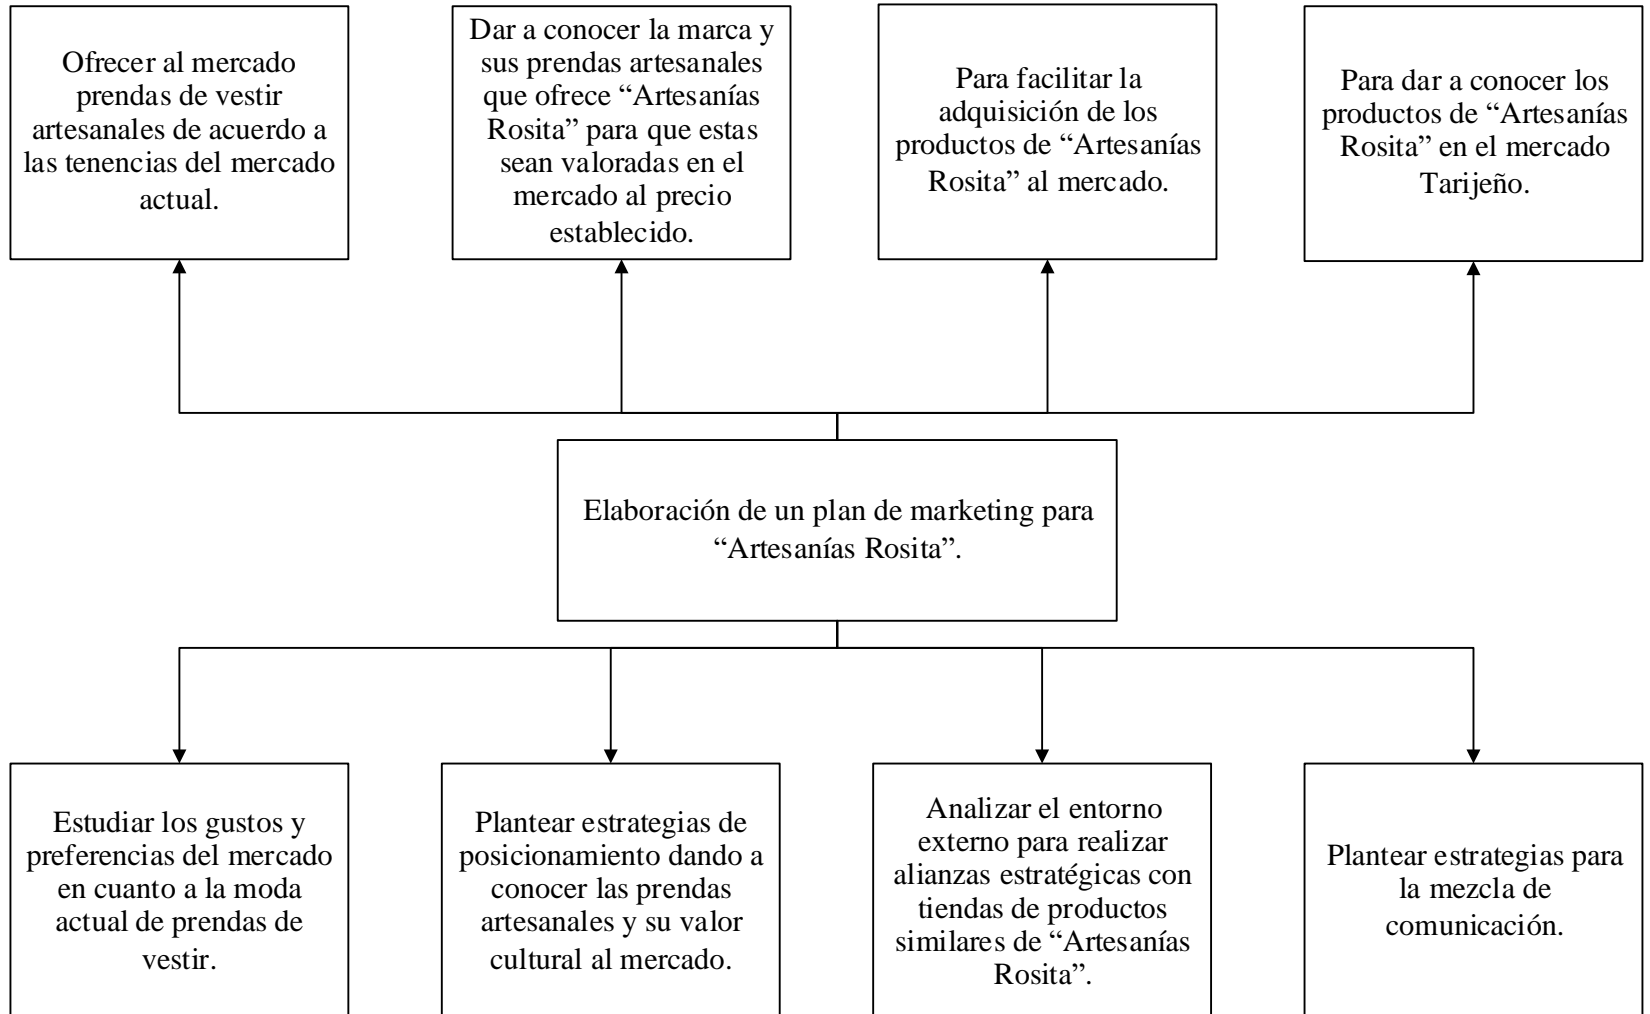 Ofrecer al mercado
prendas de vestir
artesanales de acuerdo a
las tenencias del mercado
actual.
Dar a conocer la marca y
sus prendas artesanales
que ofrece “Artesanías
Rosita” para que estas
sean valoradas en el
mercado al precio
establecido.
Para facilitar la
adquisición de los
productos de “Artesanías
Rosita” al mercado.
Para dar a conocer los
productos de “Artesanías
Rosita” en el mercado
Tarijeño.
Elaboración de un plan de marketing para
“Artesanías Rosita”.
Estudiar los gustos y
preferencias del mercado
en cuanto a la moda
actual de prendas de
vestir.
Plantear estrategias de
posicionamiento dando a
conocer las prendas
artesanales y su valor
cultural al mercado.
Analizar el entorno
externo para realizar
alianzas estratégicas con
tiendas de productos
similares de “Artesanías
Rosita”.
Plantear estrategias para
la mezcla de
comunicación.